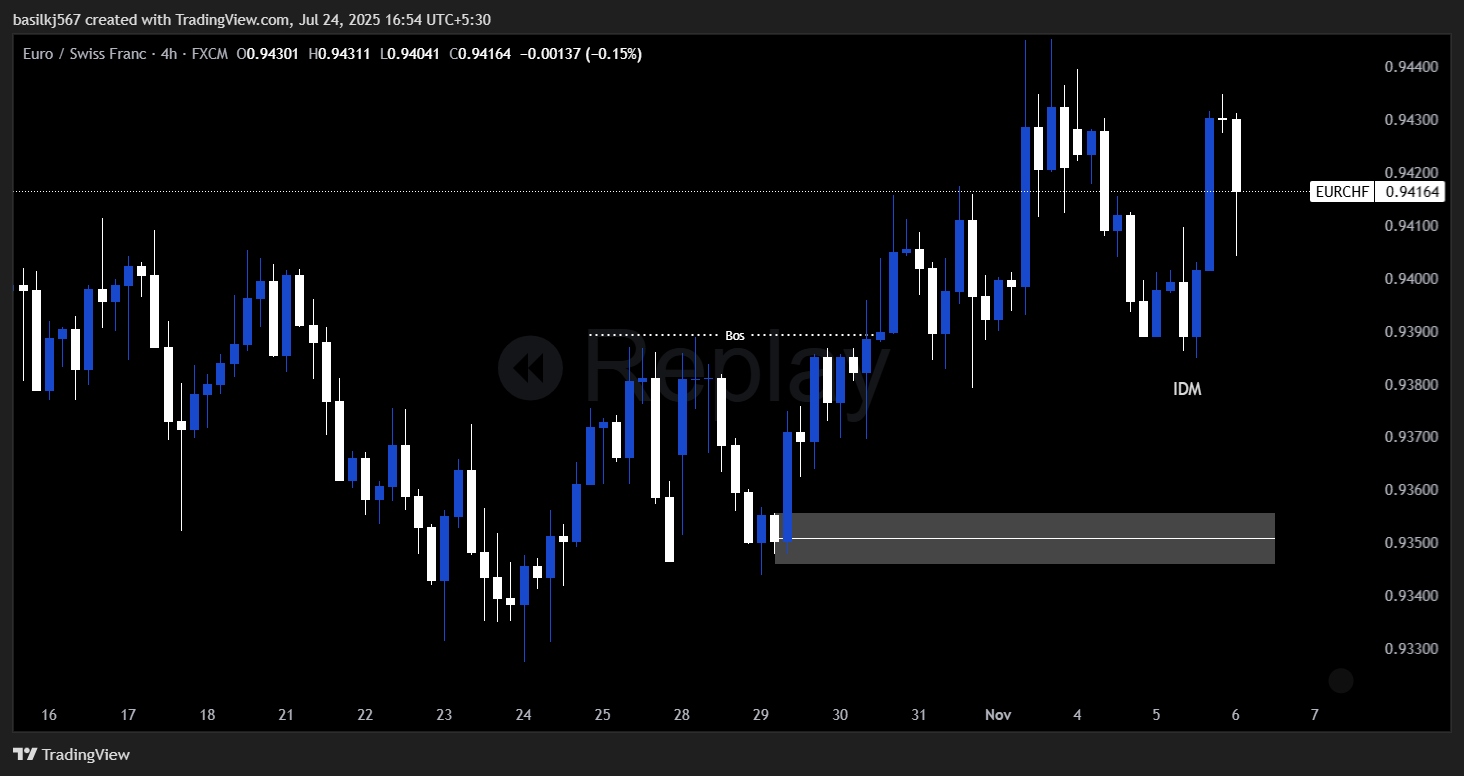 basilkj567 created with TradingView.com, Jul 24, 2025 16:54 UTC+5:30
Euro / Swiss Franc · 4h · FXCM O0.94301 H0.94311 L0.94041 C0.94164 −0.00137 (−0.15%)
0.94400
0.94300
0.94200
EURCHF 0.94164
0.94100
0.94000
0.93900
Bos
Replay
0.93800
IDM
0.93700
0.93600
0.93500
0.93400
0.93300
16 17 18 21 22 23 24 25 28 29 30 31 Nov 4 5 6 7
TradingView